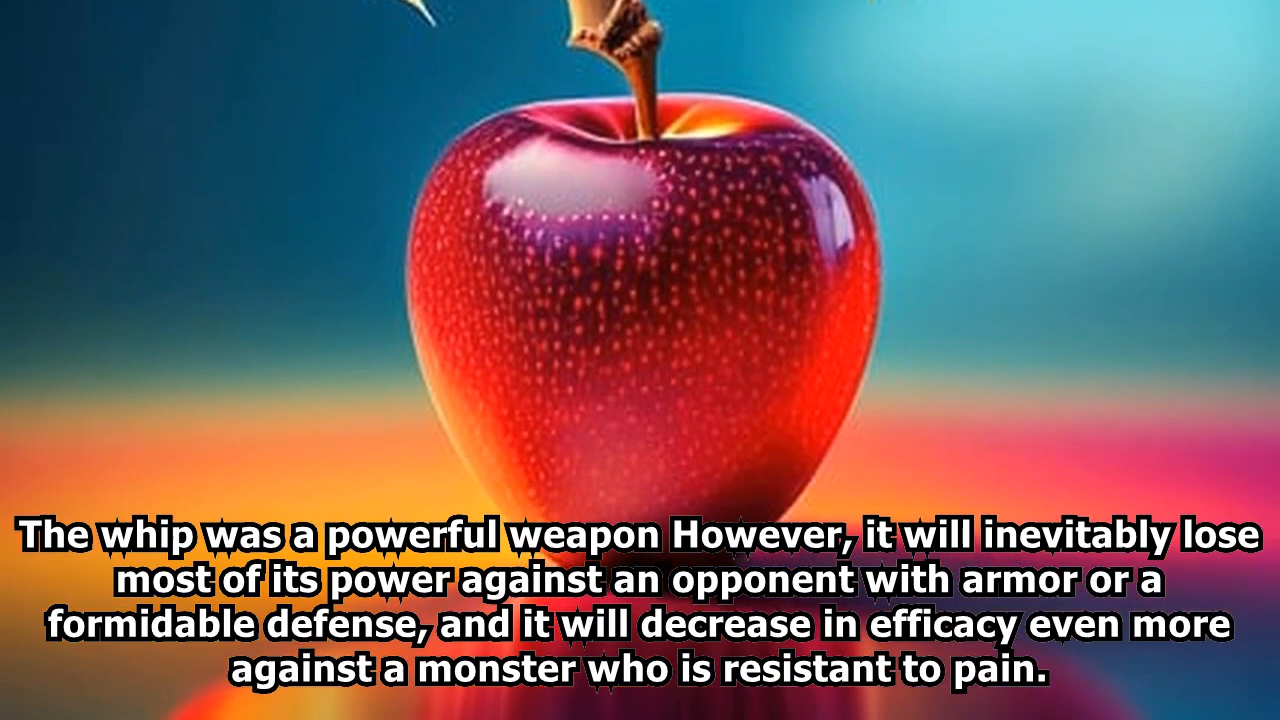 The whip was a powerful weapon However, it will inevitably lose
most of its power against an opponent with armor or a
formidable defense, and it will decrease in efficacy even more
against a monster who is resistant to pain.